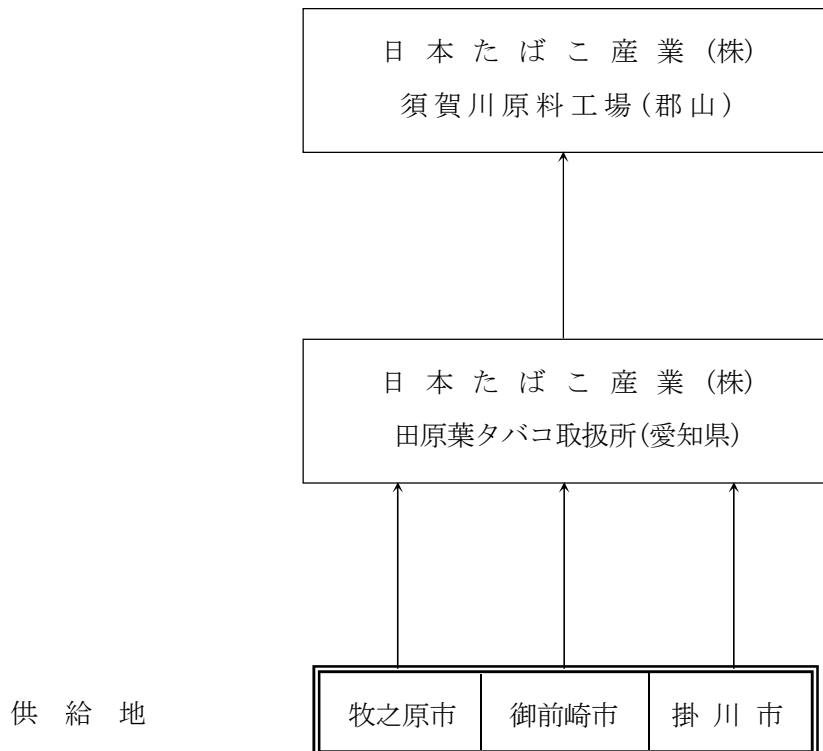 日本たばこ産業(株)
須賀川原料工場(郡山)
日本たばこ産業(株)
田原葉タバコ取扱所(愛知県)
供給地 牧之原市 御前崎市 掛川市